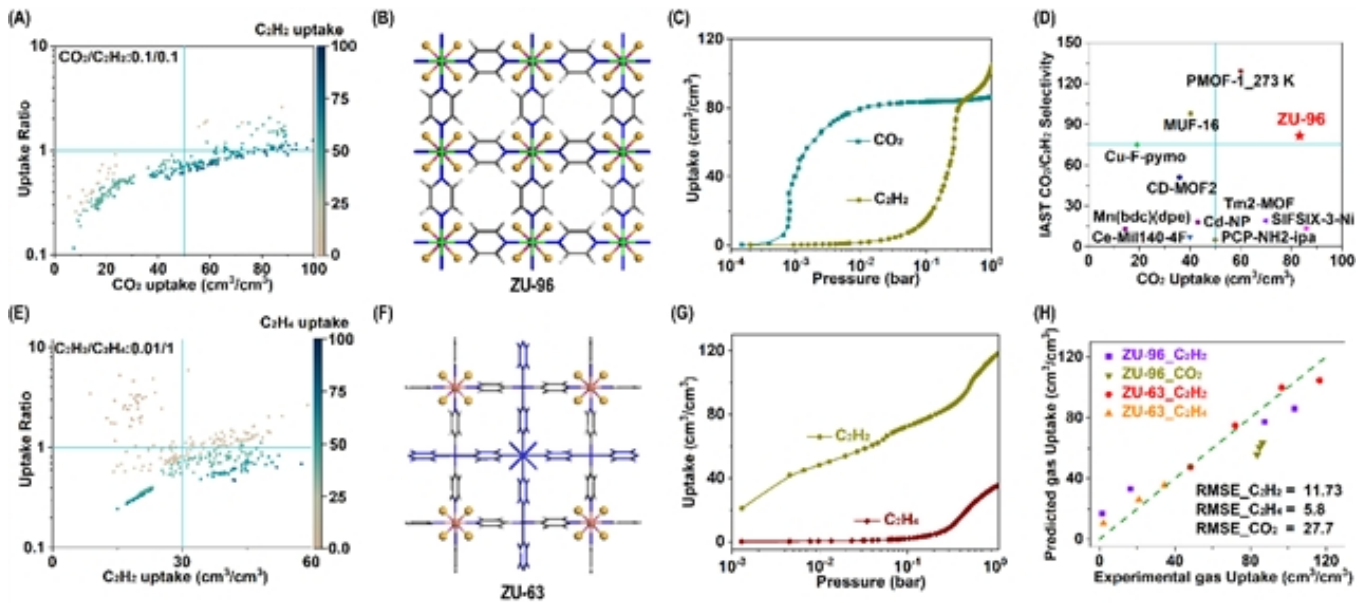 (A)
C₂H₂ uptake
CO₂/C₂H₂:0.1/0.1
Uptake Ratio
10
1
0.1
0 20 40 60 80 100
CO₂ uptake (cm³/cm³)
100
75
50
25
0
(B)
ZU-96
(C)
Uptake (cm³/cm³)
120
80
40
0
CO₂
C₂H₂
10⁻⁴ 10⁻³ 10⁻² 10⁻¹ 10⁰
Pressure (bar)
(D)
IAST CO₂/C₂H₂ Selectivity
150
120
90
60
30
0
PMOF-1_273 K
ZU-96
MUF-16
Cu-F-pymo
CD-MOF2
Tm2-MOF
Mn(bdc)(dpe)
Cd-NP
SIFSIX-3-Ni
Ce-Mil140-4F
PCP-NH2-ipa
0 20 40 60 80 100
CO₂ Uptake (cm³/cm³)
(E)
C₂H₄ uptake
C₂H₂/C₂H₄:0.01/1
Uptake Ratio
10
1
0.1
0 30 60
C₂H₂ uptake (cm³/cm³)
100
75
50
25
0.0
(F)
ZU-63
(G)
Uptake (cm³/cm³)
120
80
40
0
C₂H₂
C₂H₄
10⁻³ 10⁻² 10⁻¹ 10⁰
Pressure (bar)
(H)
Predicted gas Uptake (cm³/cm³)
120
80
40
0
ZU-96_C₂H₂
ZU-96_CO₂
ZU-63_C₂H₂
ZU-63_C₂H₄
RMSE_C₂H₂ = 11.73
RMSE_C₂H₄ = 5.8
RMSE_CO₂ = 27.7
0 40 80 120
Experimental gas Uptake (cm³/cm³)